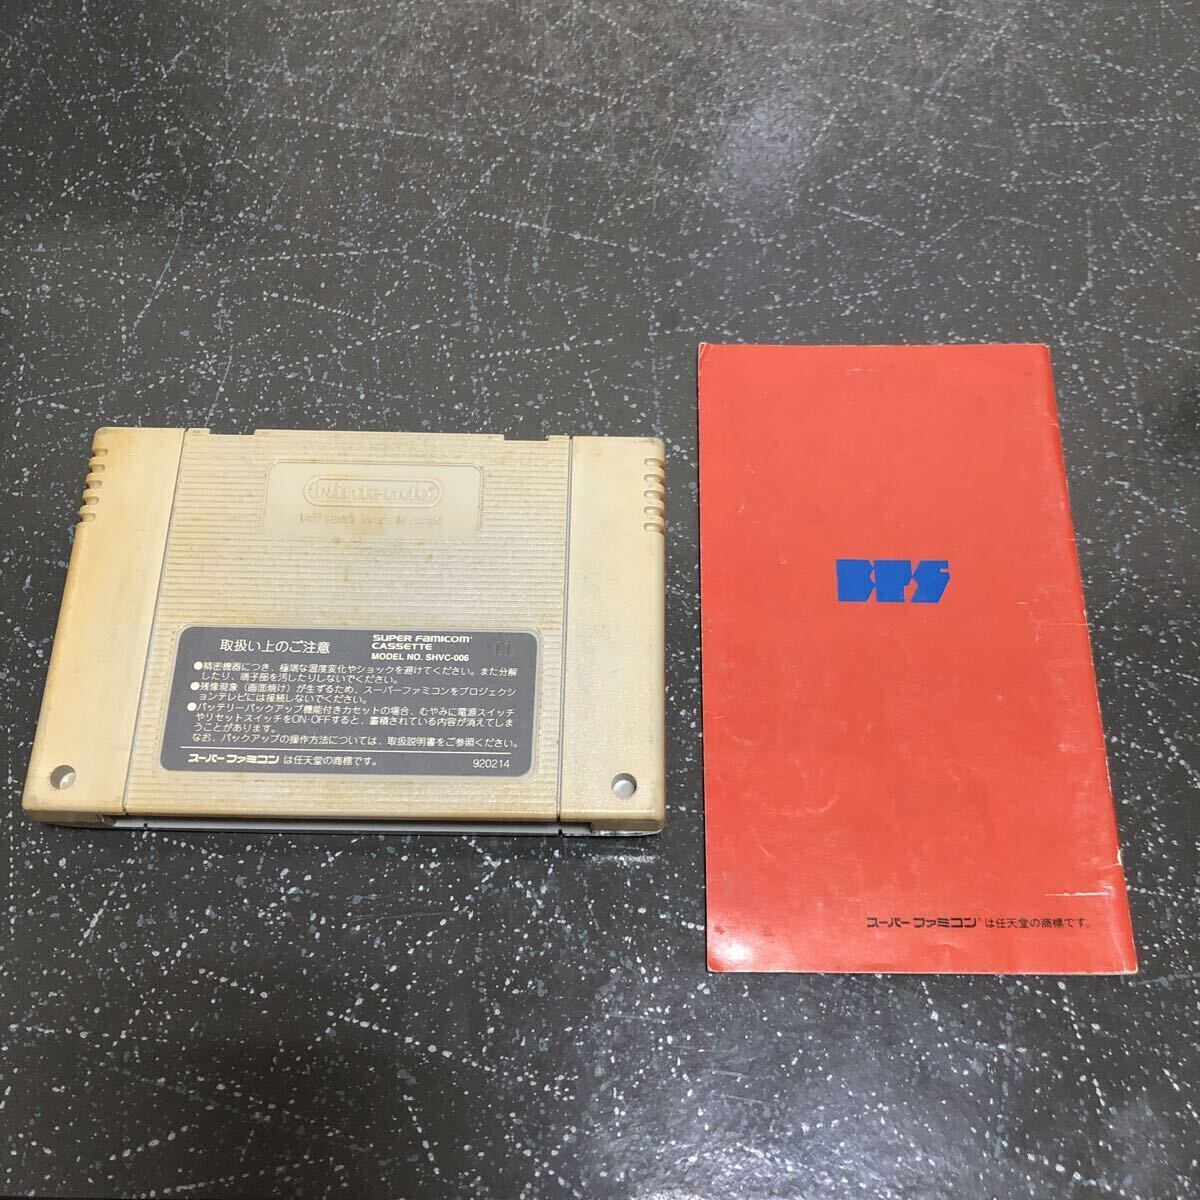 Nintendo
PAT. PEND. MADE IN JAPAN
取扱い上のご注意
SUPER FAMICOM
CASSETTE
MODEL NO. SHVC-006
11
●精密機器につき、極端な温度変化やショックを避けてください。また分解
したり、端子部を汚したりしないでください。
●残像現象（画面焼け）が生ずるため、スーパーファミコンをプロジェクシ
ョンテレビには接続しないでください。
●バッテリーバックアップ機能付きカセットの場合、むやみに電源スイッチ
やリセットスイッチをON-OFFすると、蓄積されている内容が消えてしま
うことがあります。
なお、バックアップの操作方法については、取扱説明書をご参照ください。
スーパーファミコンは任天堂の商標です。
920214
BPS
スーパーファミコン®は任天堂の商標です。